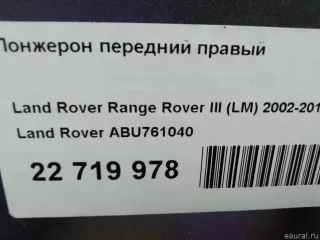 Лонжерон передний правый
Land Rover Range Rover III (LM) 2002-201
Land Rover ABU761040
22 719 978
eaural.ru